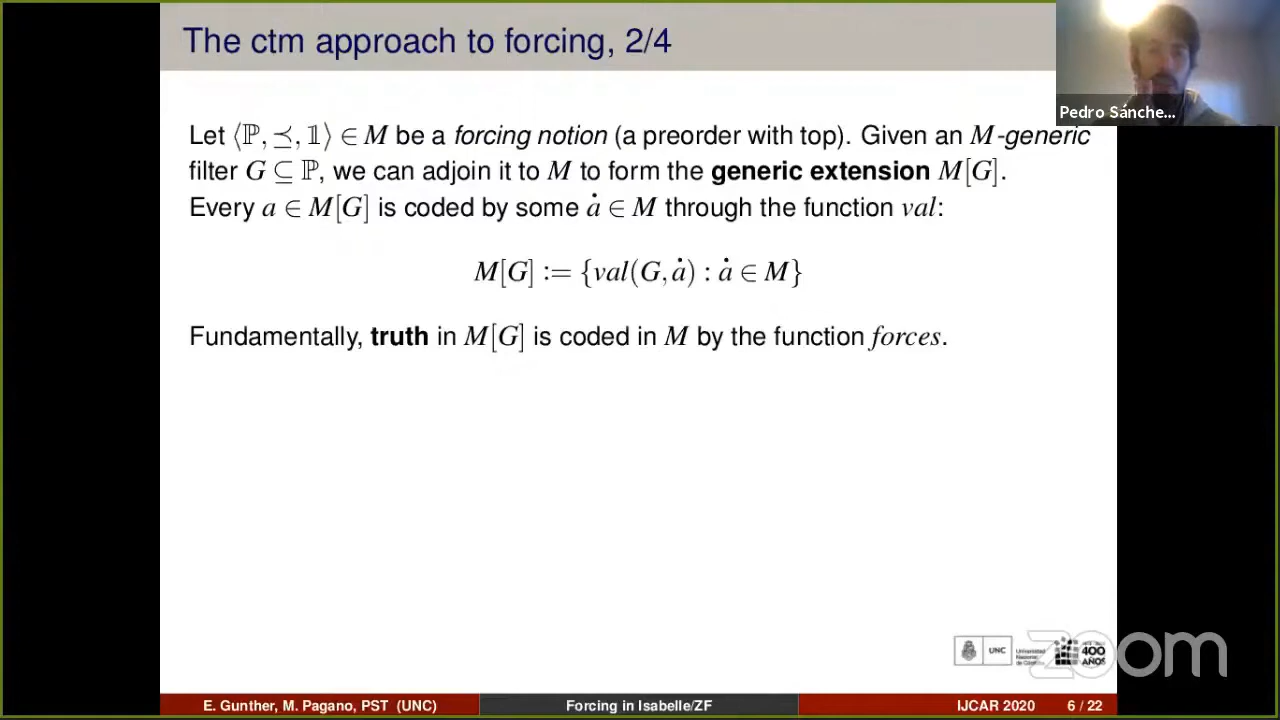 The ctm approach to forcing, 2/4
Pedro Sánche...
Let ⟨ℙ, ⪯, 𝟙⟩ ∈ M be a forcing notion (a preorder with top). Given an M-generic
filter G ⊆ ℙ, we can adjoin it to M to form the generic extension M[G].
Every a ∈ M[G] is coded by some ȧ ∈ M through the function val:
M[G] := {val(G, ȧ) : ȧ ∈ M}
Fundamentally, truth in M[G] is coded in M by the function forces.
UNC
400
AÑOS
zoom
E. Gunther, M. Pagano, PST (UNC)
Forcing in Isabelle/ZF
IJCAR 2020
6 / 22